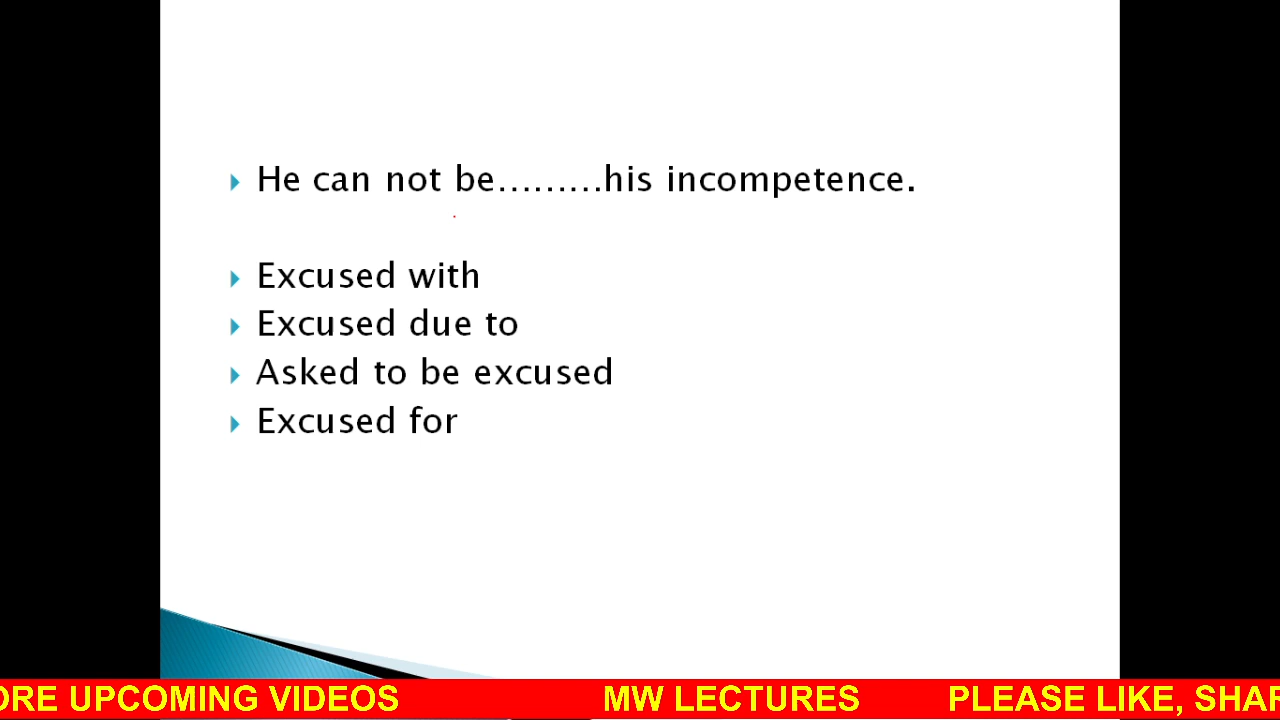 He can not be.........his incompetence.
Excused with
Excused due to
Asked to be excused
Excused for
ORE UPCOMING VIDEOS MW LECTURES PLEASE LIKE, SHAR